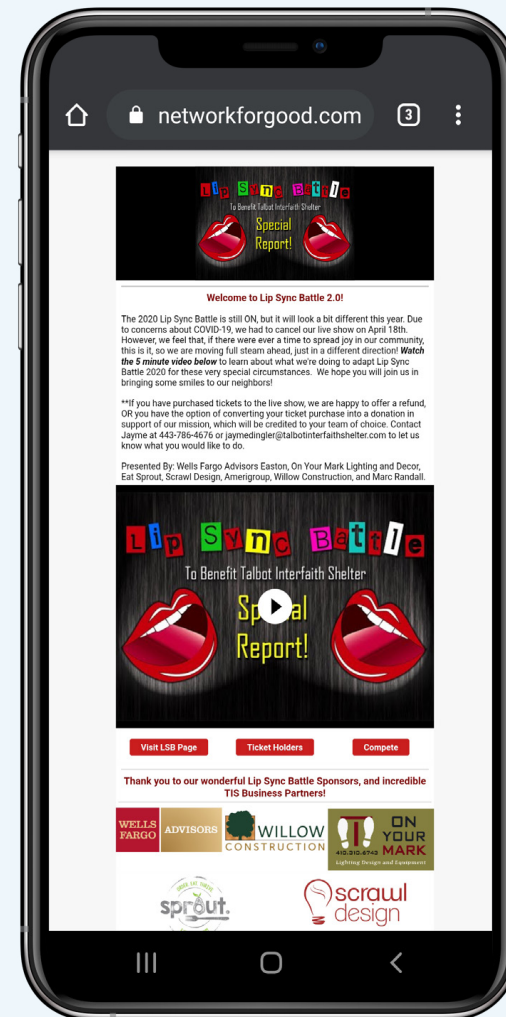 networkforgood.com
3
Lip Sync Battle
To Benefit Talbot Interfaith Shelter
Special
Report!
Welcome to Lip Sync Battle 2.0!
The 2020 Lip Sync Battle is still ON, but it will look a bit different this year. Due
to concerns about COVID-19, we had to cancel our live show on April 18th.
However, we feel that, if there were ever a time to spread joy in our community,
this is it, so we are moving full steam ahead, just in a different direction! Watch
the 5 minute video below to learn about what we're doing to adapt Lip Sync
Battle 2020 for these very special circumstances. We hope you will join us in
bringing some smiles to our neighbors!
**If you have purchased tickets to the live show, we are happy to offer a refund,
OR you have the option of converting your ticket purchase into a donation in
support of our mission, which will be credited to your team of choice. Contact
Jayme at 443-786-4676 or jaymedingler@talbotinterfaithshelter.com to let us
know what you would like to do.
Presented By: Wells Fargo Advisors Easton, On Your Mark Lighting and Decor,
Eat Sprout, Scrawl Design, Amerigroup, Willow Construction, and Marc Randall.
Lip Sync Battle
To Benefit Talbot Interfaith Shelter
Special
Report!
Visit LSB Page
Ticket Holders
Compete
Thank you to our wonderful Lip Sync Battle Sponsors, and incredible
TIS Business Partners!
WELLS
FARGO
ADVISORS
WILLOW
CONSTRUCTION
ON
YOUR
MARK
410.310.6743
Lighting Design and Equipment
sprout.
scrawl
design